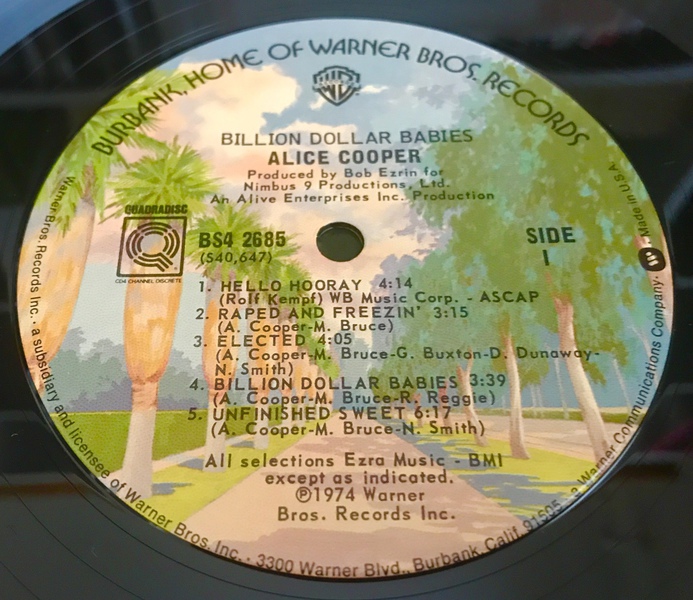 BURBANK, HOME OF WARNER BROS. RECORDS
BILLION DOLLAR BABIES
ALICE COOPER
Produced by Bob Ezrin for
Nimbus 9 Productions, Ltd.
An Alive Enterprises Inc. Production
QUADRADISC
CD4 CHANNEL DISCRETE
BS4 2685
(S40,647)
SIDE
1
1. HELLO HOORAY 4:14
(Rolf Kempf) WB Music Corp. - ASCAP
2. RAPED AND FREEZIN' 3:15
(A. Cooper-M. Bruce)
3. ELECTED 4:05
(A. Cooper-M. Bruce-G. Buxton-D. Dunaway-
N. Smith)
4. BILLION DOLLAR BABIES 3:39
(A. Cooper-M. Bruce-R. Reggie)
5. UNFINISHED SWEET 6:17
(A. Cooper-M. Bruce-N. Smith)
All selections Ezra Music - BMI
except as indicated.
℗1974 Warner
Bros. Records Inc.
Warner Bros. Records Inc. · a subsidiary and licensee of Warner Bros. Inc. · 3300 Warner Blvd., Burbank, Calif. 91505 · a Warner Communications Company ·
Made in U.S.A.